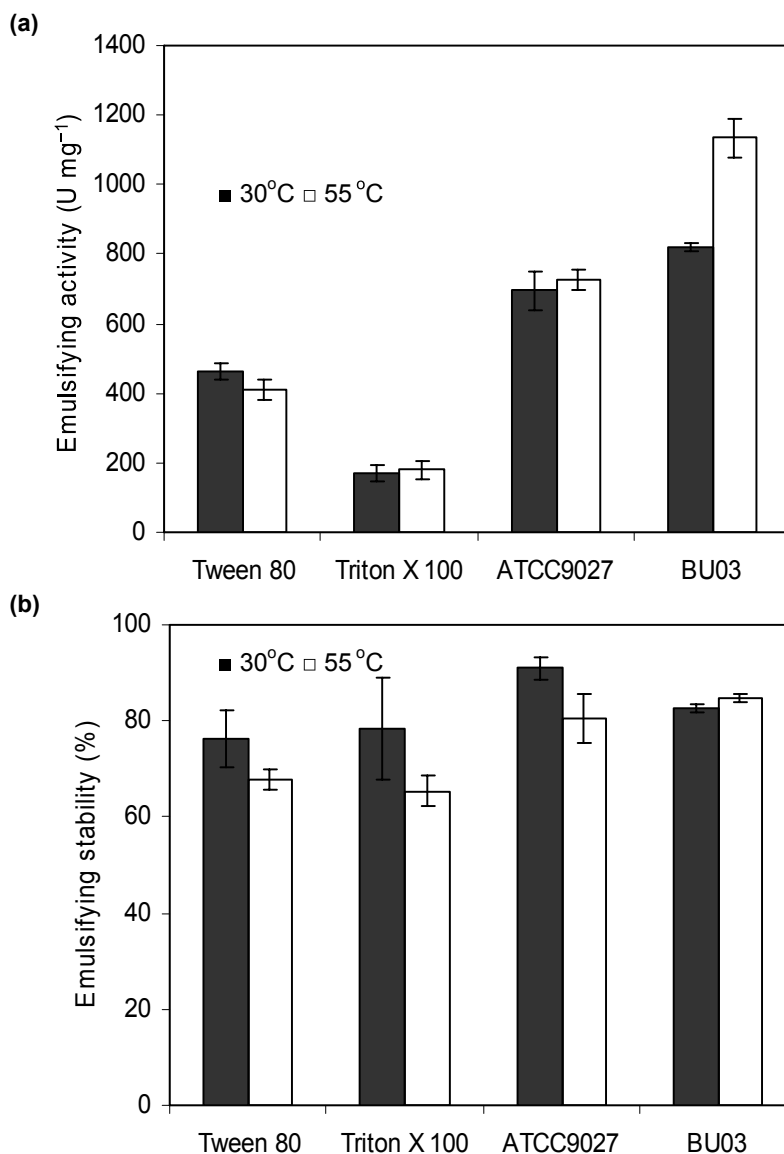 (a)
1400
1200
1000
800
600
400
200
0
Emulsifying activity (U mg⁻¹)
■ 30°C □ 55 °C
Tween 80 Triton X 100 ATCC9027 BU03
(b)
100
80
60
40
20
0
Emulsifying stability (%)
■ 30°C □ 55 °C
Tween 80 Triton X 100 ATCC9027 BU03